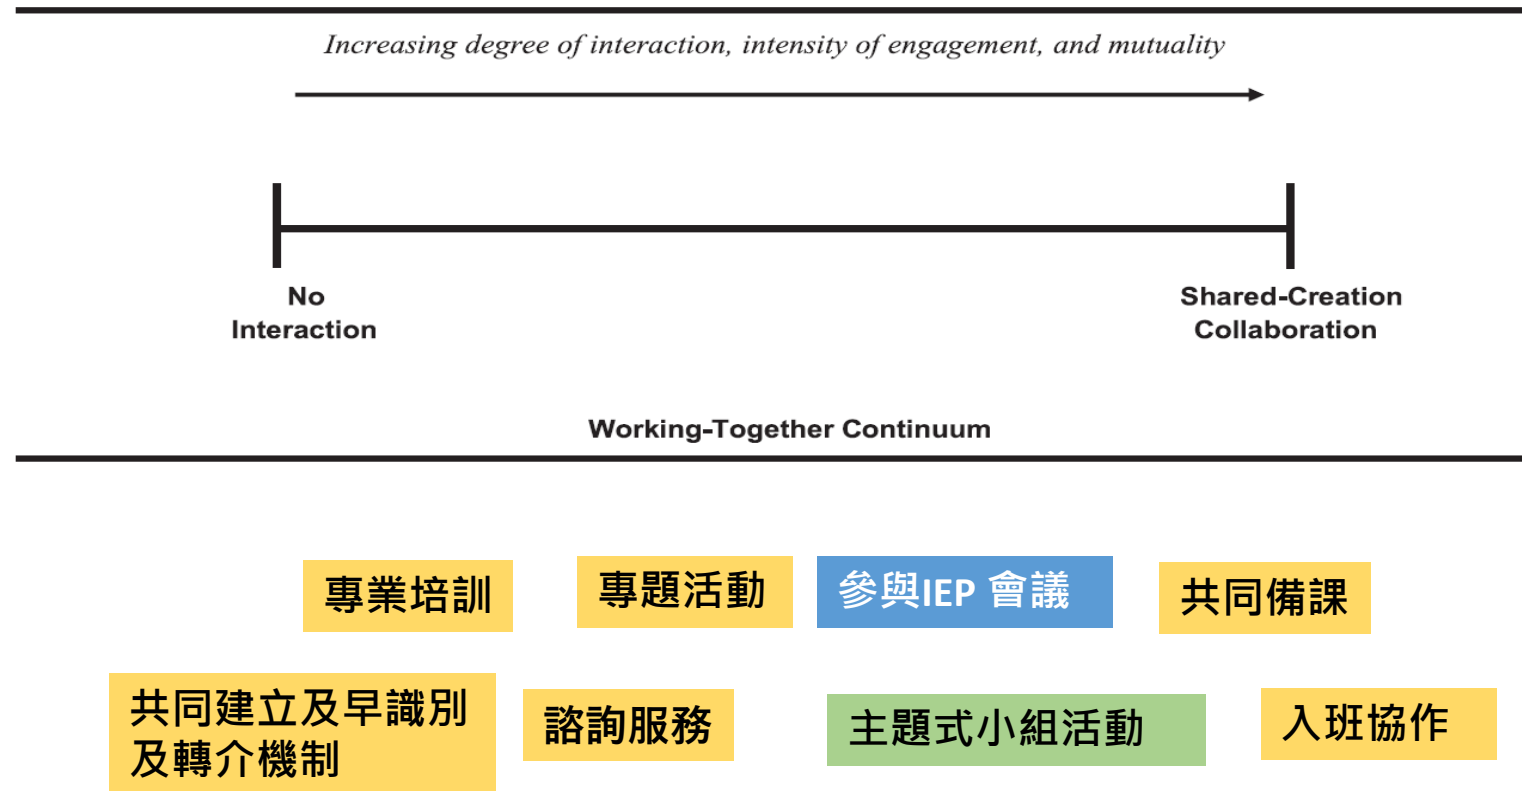 Increasing degree of interaction, intensity of engagement, and mutuality
No
Interaction
Shared-Creation
Collaboration
Working-Together Continuum
專業培訓
專題活動
參與IEP 會議
共同備課
共同建立及早識別
及轉介機制
諮詢服務
主題式小組活動
入班協作